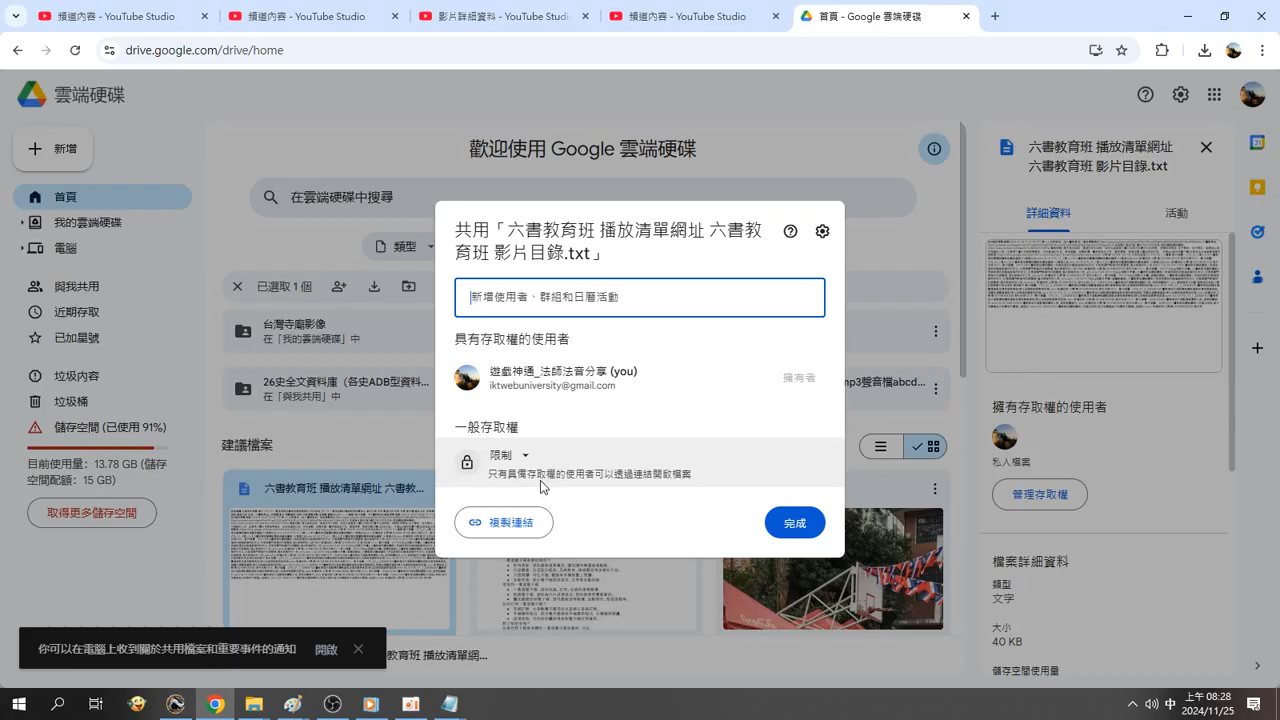 頻道內容 - YouTube Studio
頻道內容 - YouTube Studio
影片詳細資料 - YouTube Studio
頻道內容 - YouTube Studio
首頁 - Google 雲端硬碟
drive.google.com/drive/home
雲端硬碟
新增
首頁
我的雲端硬碟
電腦
與我共用
近期存取
已加星號
垃圾內容
垃圾桶
儲存空間 (已使用 91%)
目前使用量：13.78 GB (儲存
空間配額：15 GB)
取得更多儲存空間
歡迎使用 Google 雲端硬碟
在雲端硬碟中搜尋
類型
已選取
台灣寺廟影像
在「我的雲端硬碟」中
26史全文資料庫（各史ADB型資料...
在「與我共用」中
mp3聲音檔abcd...
建議檔案
六書教育班 播放清單網址 六書教...
教育班 播放清單網...
共用「六書教育班 播放清單網址 六書教
育班 影片目錄.txt」
新增使用者、群組和日曆活動
具有存取權的使用者
遊戲神通_法師法音分享 (you)
iktwebuniversity@gmail.com
擁有者
一般存取權
限制
只有具備存取權的使用者可以透過連結開啟檔案
複製連結
完成
六書教育班 播放清單網址
六書教育班 影片目錄.txt
詳細資料
活動
擁有存取權的使用者
私人檔案
管理存取權
檔案詳細資料
類型
文字
大小
40 KB
儲存空間使用量
你可以在電腦上收到關於共用檔案和重要事件的通知
開啟
中
上午 08:28
2024/11/25